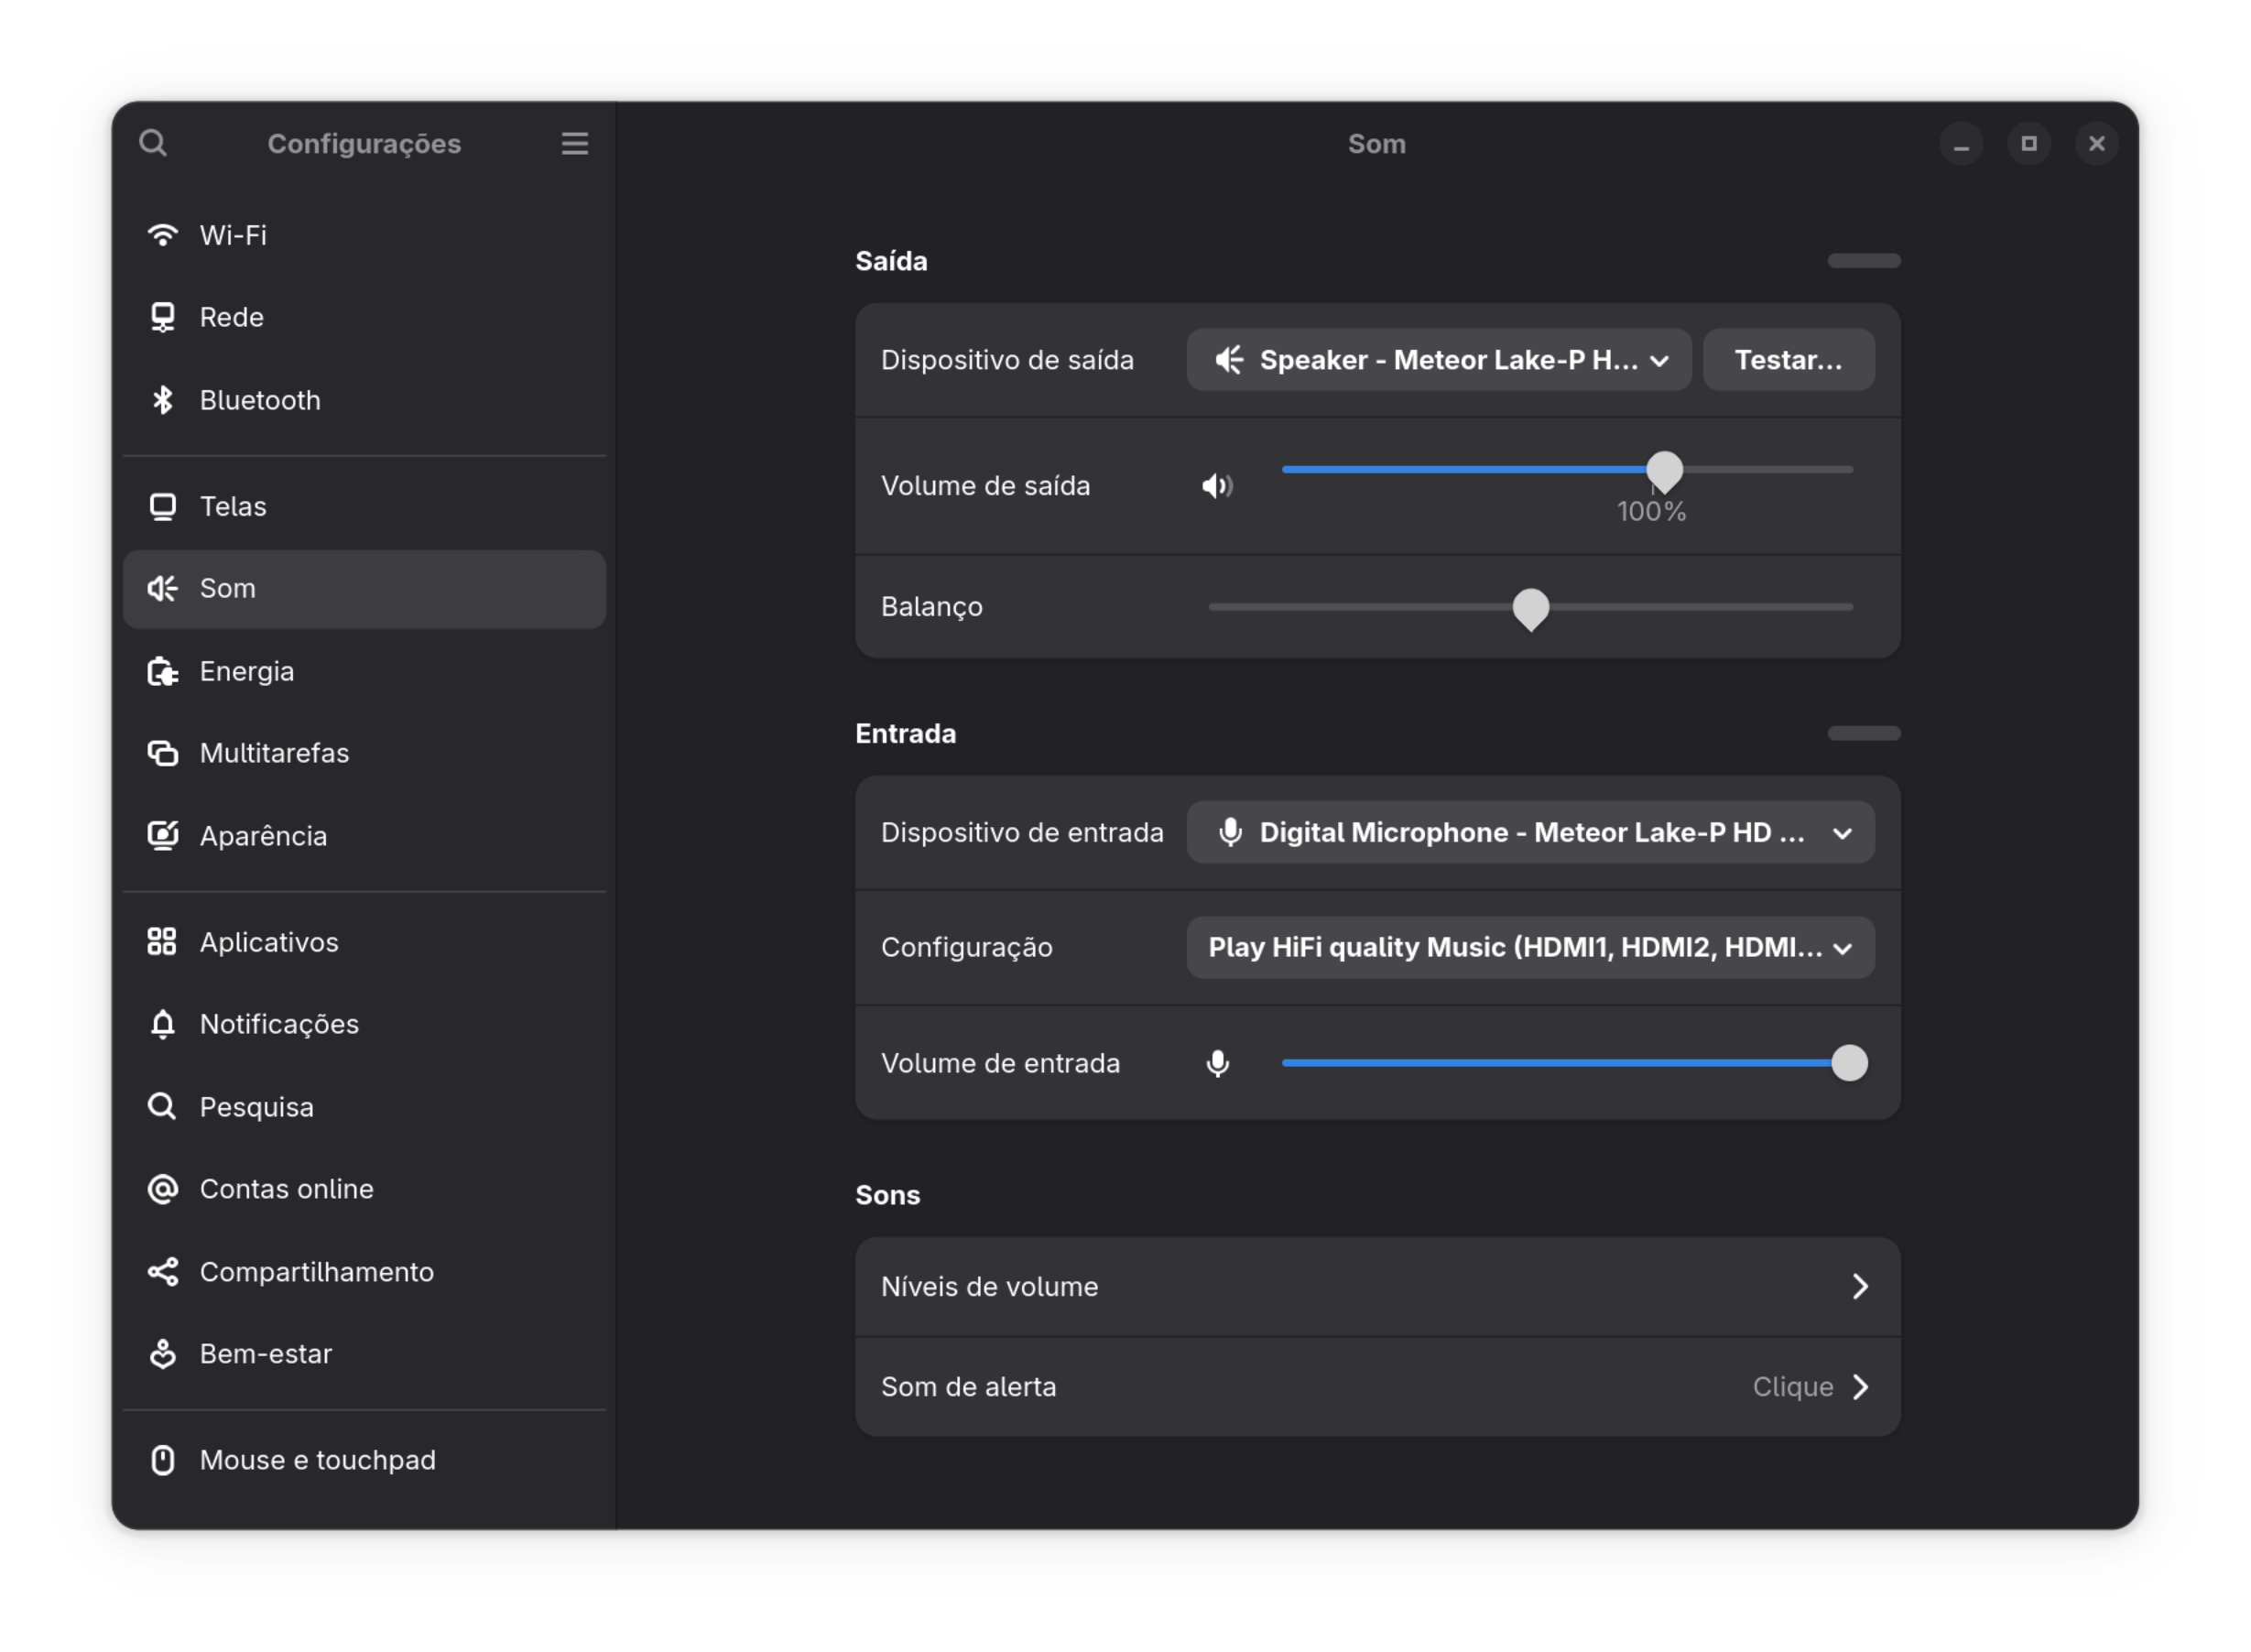 Configurações
Som
Wi-Fi
Rede
Bluetooth
Telas
Som
Energia
Multitarefas
Aparência
Aplicativos
Notificações
Pesquisa
Contas online
Compartilhamento
Bem-estar
Mouse e touchpad
Saída
Dispositivo de saída
Speaker - Meteor Lake-P H…
Testar…
Volume de saída
100%
Balanço
Entrada
Dispositivo de entrada
Digital Microphone - Meteor Lake-P HD …
Configuração
Play HiFi quality Music (HDMI1, HDMI2, HDMI…
Volume de entrada
Sons
Níveis de volume
Som de alerta
Clique